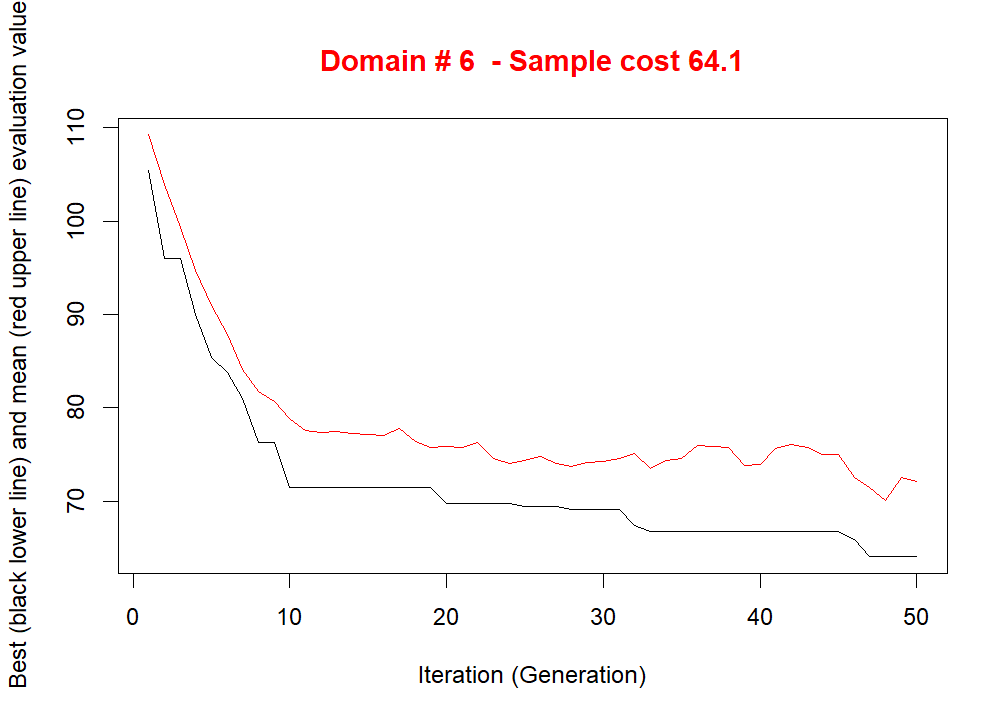 Domain # 6  - Sample cost 64.1
Best (black lower line) and mean (red upper line) evaluation value
110
100
90
80
70
0 10 20 30 40 50
Iteration (Generation)